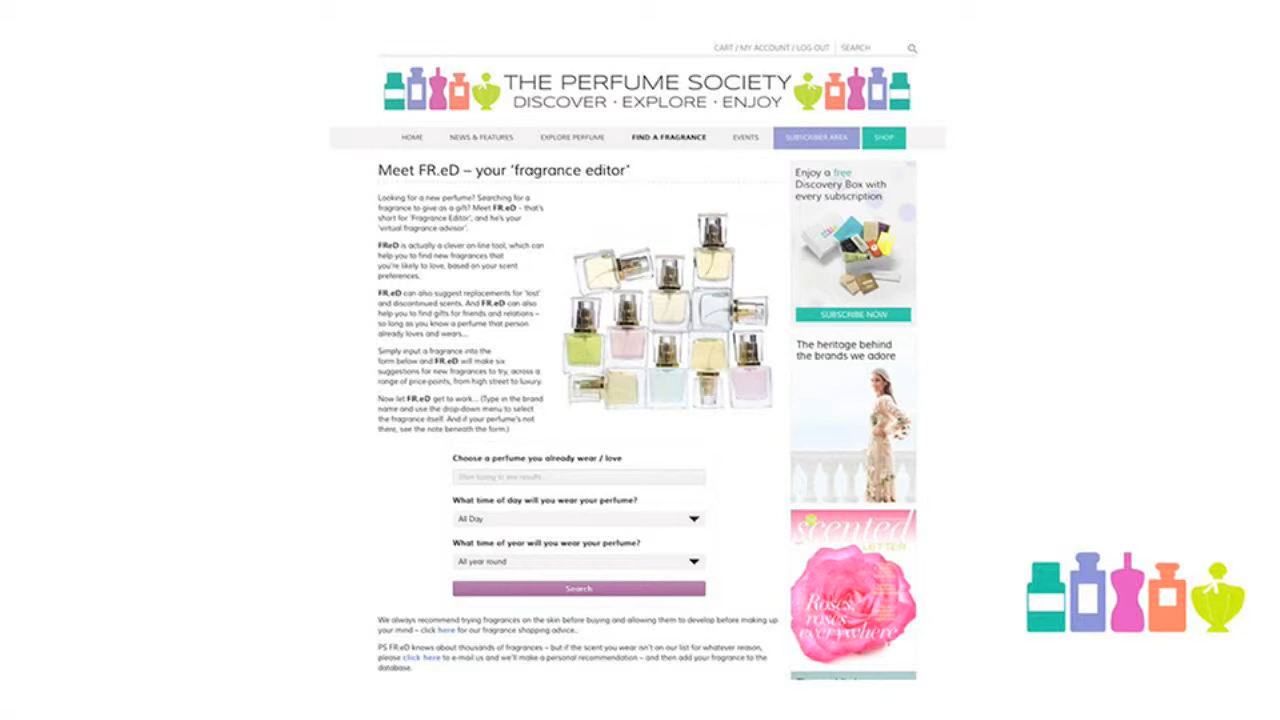 CART / MY ACCOUNT / LOG OUT
SEARCH
THE PERFUME SOCIETY
DISCOVER · EXPLORE · ENJOY
HOME
NEWS & FEATURES
EXPLORE PERFUME
FIND A FRAGRANCE
EVENTS
SUBSCRIBER AREA
SHOP
Meet FR.eD – your 'fragrance editor'
Looking for a new perfume? Searching for a
fragrance to give as a gift? Meet FR.eD – that's
short for 'Fragrance Editor', and he's your
'virtual fragrance advisor'.
FReD is actually a clever on-line tool, which can
help you to find new fragrances that
you're likely to love, based on your scent
preferences.
FR.eD can also suggest replacements for 'lost'
and discontinued scents. And FR.eD can also
help you to find gifts for friends and relations –
so long as you know a perfume that person
already loves and wears...
Simply input a fragrance into the
form below and FR.eD will make six
suggestions for new fragrances to try, across a
range of price-points, from high street to luxury.
Now let FR.eD get to work... (Type in the brand
name and use the drop-down menu to select
the fragrance itself. And if your perfume's not
there, see the note beneath the form.)
Choose a perfume you already wear / love
Start typing to see results...
What time of day will you wear your perfume?
All Day
What time of year will you wear your perfume?
All year round
Search
We always recommend trying fragrances on the skin before buying and allowing them to develop before making up
your mind – click here for our fragrance shopping advice..
PS FR.eD knows about thousands of fragrances – but if the scent you wear isn't on our list for whatever reason,
please click here to e-mail us and we'll make a personal recommendation – and then add your fragrance to the
database.
Enjoy a free
Discovery Box with
every subscription
SUBSCRIBE NOW
The heritage behind
the brands we adore
scented
LETTER
Roses,
roses
everywhere